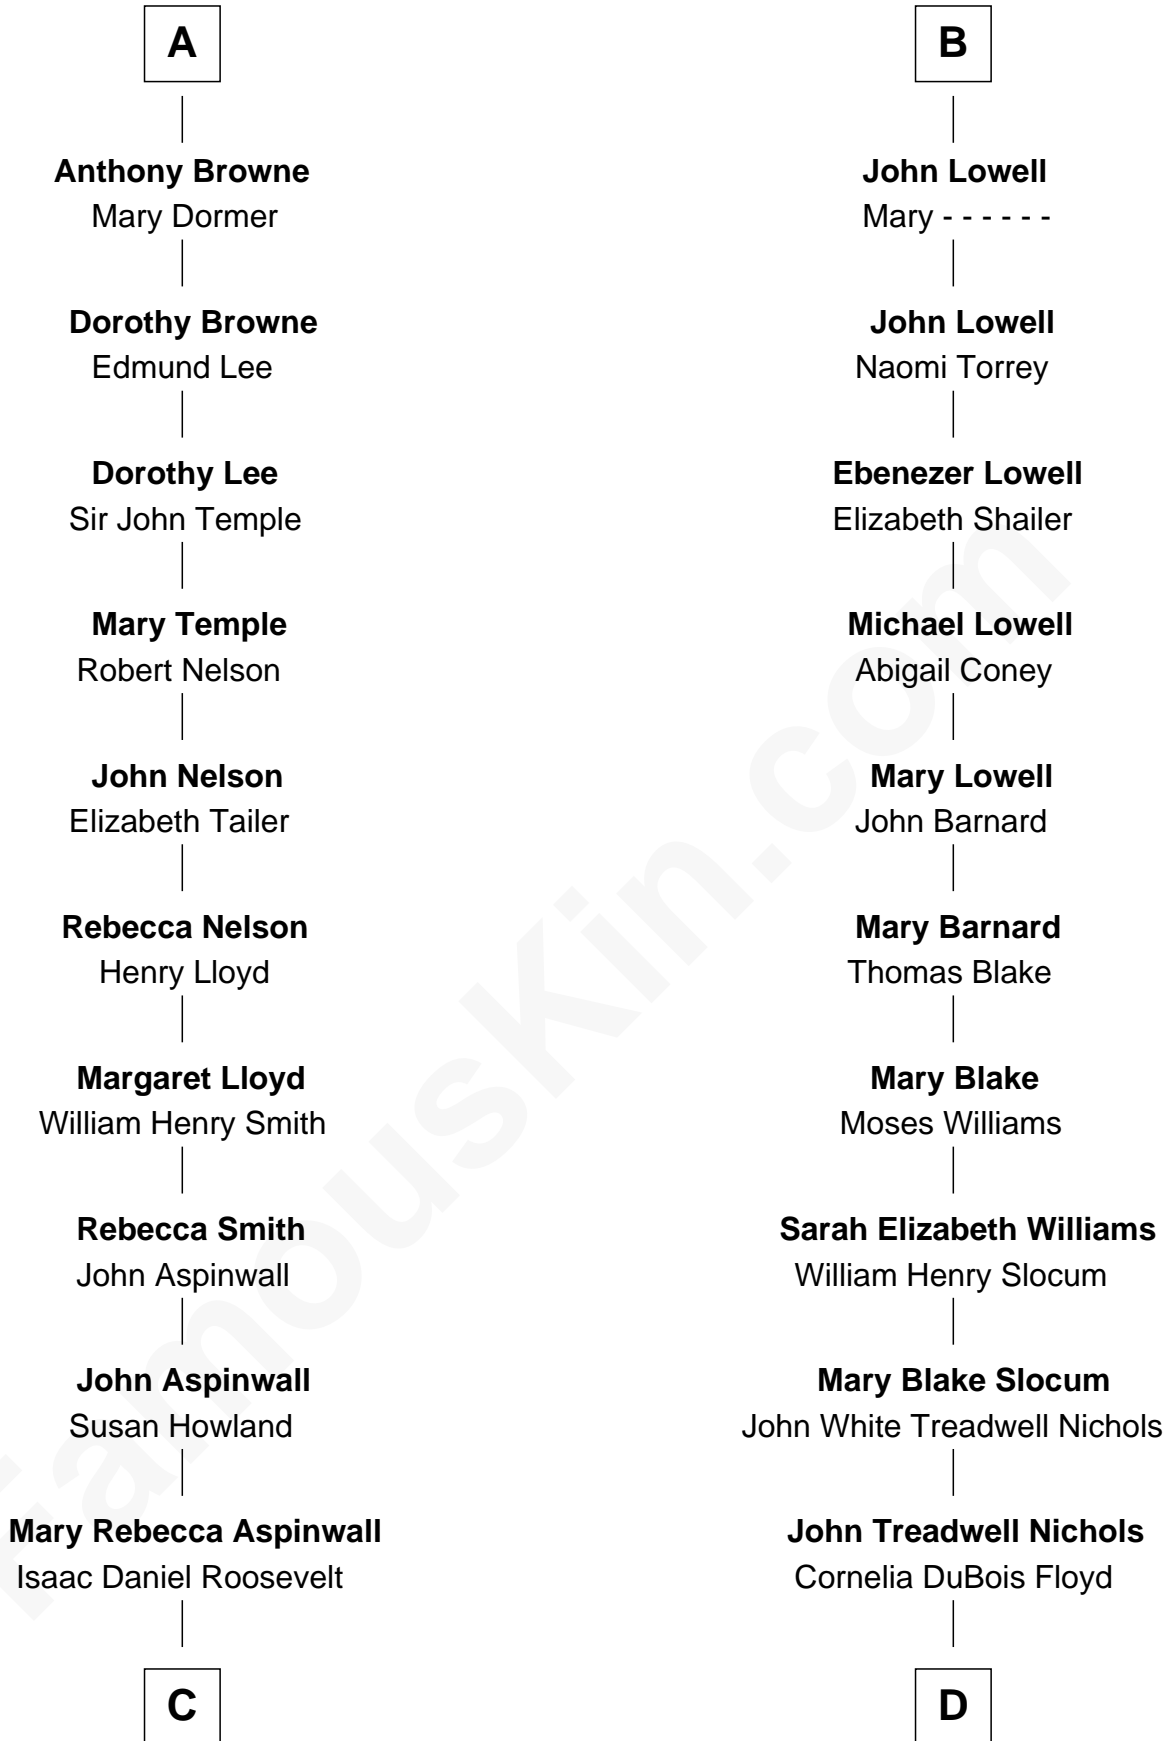 A
Anthony Browne
Mary Dormer
Dorothy Browne
Edmund Lee
Dorothy Lee
Sir John Temple
Mary Temple
Robert Nelson
John Nelson
Elizabeth Tailer
Rebecca Nelson
Henry Lloyd
Margaret Lloyd
William Henry Smith
Rebecca Smith
John Aspinwall
John Aspinwall
Susan Howland
Mary Rebecca Aspinwall
Isaac Daniel Roosevelt
C
B
John Lowell
Mary - - - - - -
John Lowell
Naomi Torrey
Ebenezer Lowell
Elizabeth Shailer
Michael Lowell
Abigail Coney
Mary Lowell
John Barnard
Mary Barnard
Thomas Blake
Mary Blake
Moses Williams
Sarah Elizabeth Williams
William Henry Slocum
Mary Blake Slocum
John White Treadwell Nichols
John Treadwell Nichols
Cornelia DuBois Floyd
D
FamousKin.com